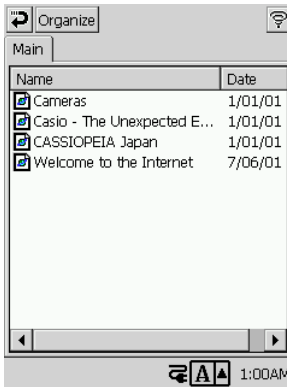 Organize
Main
Name Date
Cameras 1/01/01
Casio - The Unexpected E... 1/01/01
CASSIOPEIA Japan 1/01/01
Welcome to the Internet 7/06/01
A 1:00AM